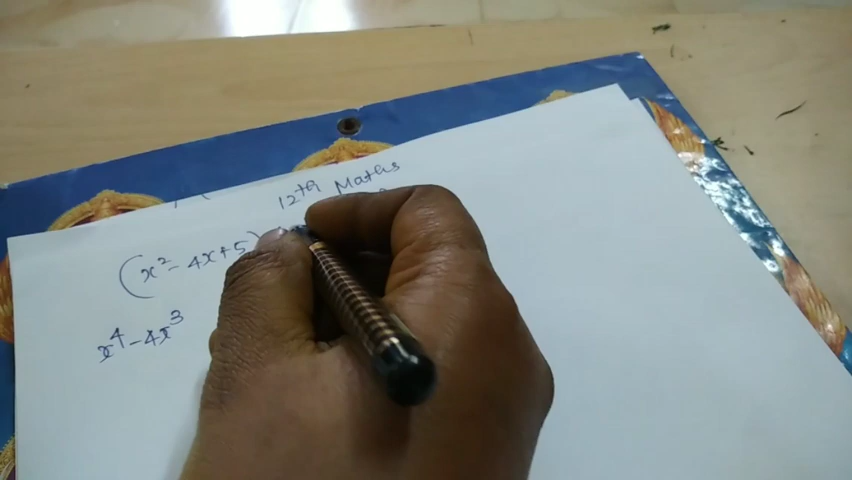 12th Maths
(x² - 4x + 5)
x⁴ - 4x³